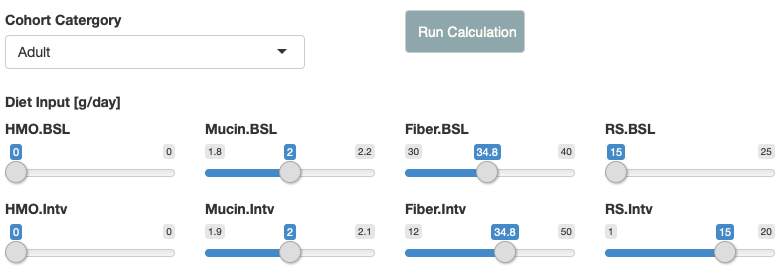 Cohort Catergory
Run Calculation
Adult
Diet Input [g/day]
HMO.BSL Mucin.BSL Fiber.BSL RS.BSL
0 0 1.8 2 2.2 30 34.8 40 15 25
HMO.Intv Mucin.Intv Fiber.Intv RS.Intv
0 0 1.9 2 2.1 12 34.8 50 1 15 20